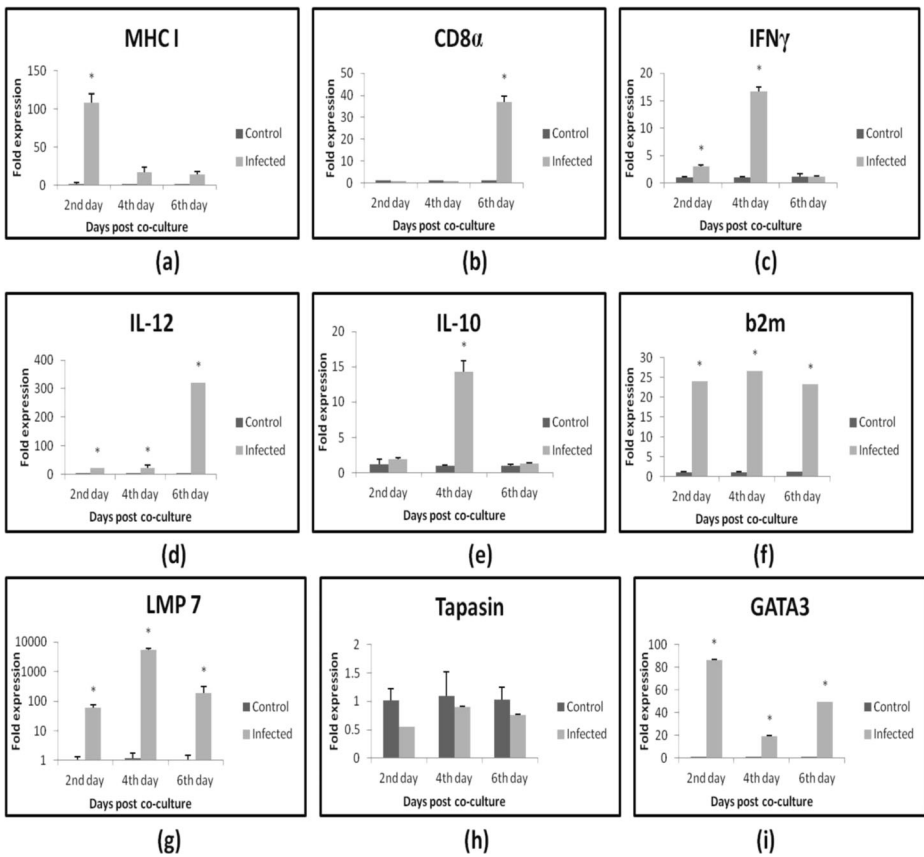 MHC I
Fold expression
150
100
50
0
2nd day 4th day 6th day
Days post co-culture
Control
Infected
*
(a)
CD8α
Fold expression
50
40
30
20
10
0
2nd day 4th day 6th day
Days post co-culture
Control
Infected
*
(b)
IFNγ
Fold expression
20
15
10
5
0
2nd day 4th day 6th day
Days post co-culture
Control
Infected
* *
(c)
IL-12
Fold expression
400
300
200
100
0
2nd day 4th day 6th day
Days post co-culture
Control
Infected
* * *
(d)
IL-10
Fold expression
20
15
10
5
0
2nd day 4th day 6th day
Days post co-culture
Control
Infected
*
(e)
b2m
Fold expression
30
25
20
15
10
5
0
2nd day 4th day 6th day
Days post co-culture
Control
Infected
* * *
(f)
LMP 7
Fold expression
10000
1000
100
10
1
2nd day 4th day 6th day
Days post co-culture
Control
Infected
* * *
(g)
Tapasin
Fold expression
2
1.5
1
0.5
0
2nd day 4th day 6th day
Days post co-culture
Control
Infected
(h)
GATA3
Fold expression
100
80
60
40
20
0
2nd day 4th day 6th day
Days post co-culture
Control
Infected
* * *
(i)